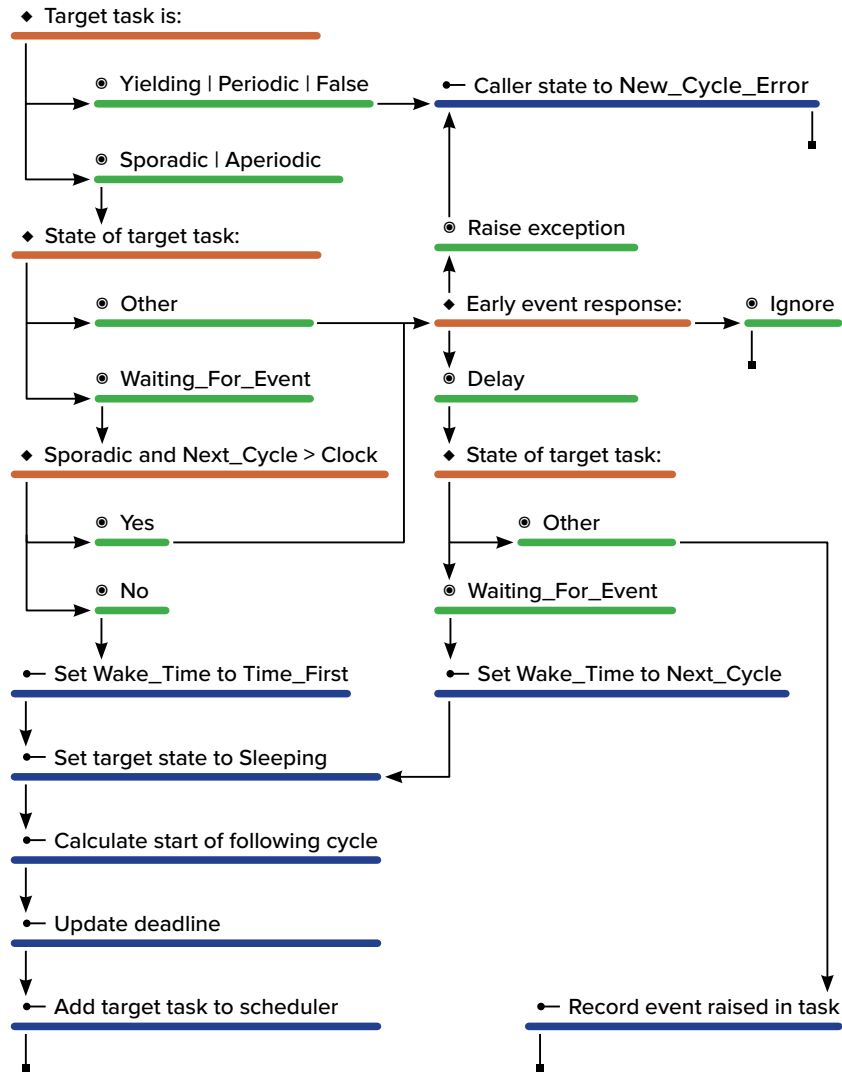 Target task is:
Yielding | Periodic | False
Caller state to New_Cycle_Error
Sporadic | Aperiodic
State of target task:
Raise exception
Other
Early event response:
Ignore
Waiting_For_Event
Delay
Sporadic and Next_Cycle > Clock
State of target task:
Yes
Other
No
Waiting_For_Event
Set Wake_Time to Time_First
Set Wake_Time to Next_Cycle
Set target state to Sleeping
Calculate start of following cycle
Update deadline
Add target task to scheduler
Record event raised in task